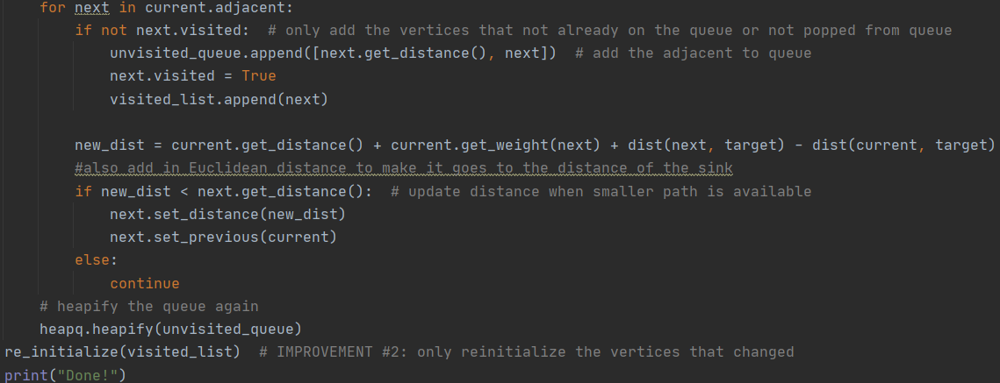 for next in current.adjacent:
if not next.visited:  # only add the vertices that not already on the queue or not popped from queue
unvisited_queue.append([next.get_distance(), next])  # add the adjacent to queue
next.visited = True
visited_list.append(next)
new_dist = current.get_distance() + current.get_weight(next) + dist(next, target) - dist(current, target)
#also add in Euclidean distance to make it goes to the distance of the sink
if new_dist < next.get_distance():  # update distance when smaller path is available
next.set_distance(new_dist)
next.set_previous(current)
else:
continue
# heapify the queue again
heapq.heapify(unvisited_queue)
re_initialize(visited_list)  # IMPROVEMENT #2: only reinitialize the vertices that changed
print("Done!")